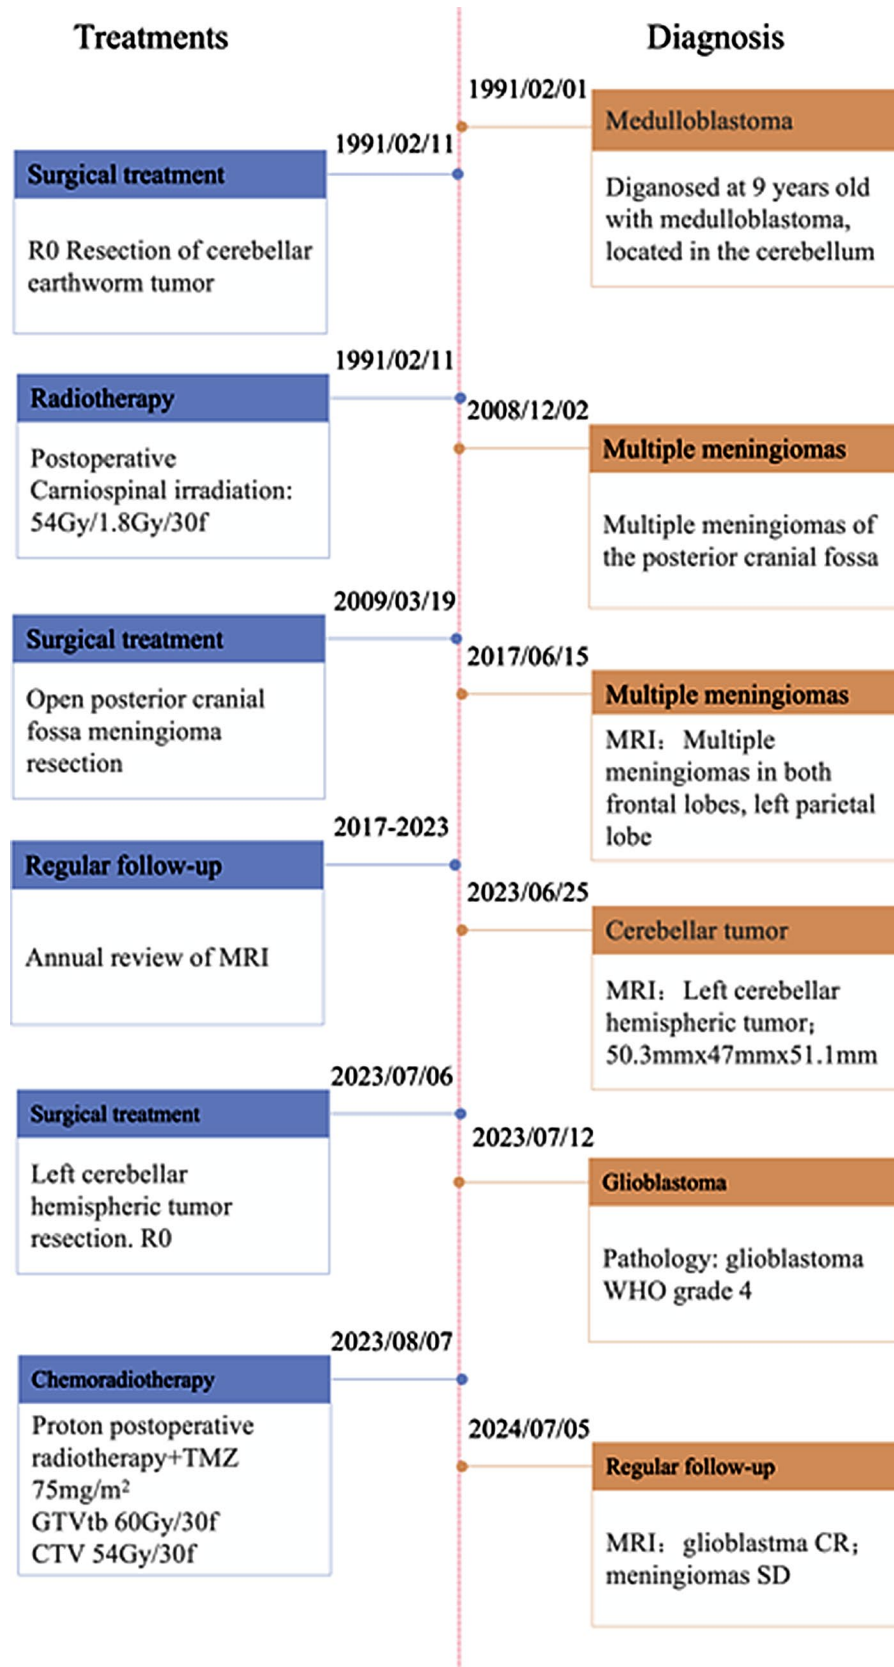 Treatments
Diagnosis
1991/02/01
Medulloblastoma
Diganosed at 9 years old
with medulloblastoma,
located in the cerebellum
1991/02/11
Surgical treatment
R0 Resection of cerebellar
earthworm tumor
1991/02/11
Radiotherapy
Postoperative
Carniospinal irradiation:
54Gy/1.8Gy/30f
2008/12/02
Multiple meningiomas
Multiple meningiomas of
the posterior cranial fossa
2009/03/19
Surgical treatment
Open posterior cranial
fossa meningioma
resection
2017/06/15
Multiple meningiomas
MRI: Multiple
meningiomas in both
frontal lobes, left parietal
lobe
2017-2023
Regular follow-up
Annual review of MRI
2023/06/25
Cerebellar tumor
MRI: Left cerebellar
hemispheric tumor;
50.3mmx47mmx51.1mm
2023/07/06
Surgical treatment
Left cerebellar
hemispheric tumor
resection. R0
2023/07/12
Glioblastoma
Pathology: glioblastoma
WHO grade 4
2023/08/07
Chemoradiotherapy
Proton postoperative
radiotherapy+TMZ
75mg/m²
GTVtb 60Gy/30f
CTV 54Gy/30f
2024/07/05
Regular follow-up
MRI: glioblastma CR;
meningiomas SD